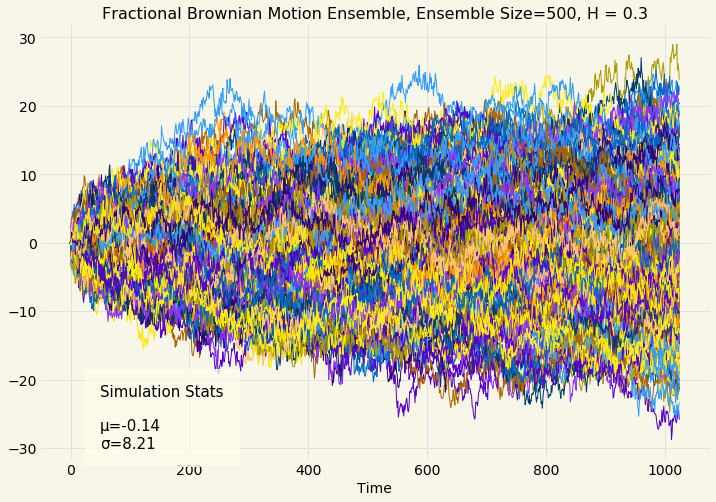 Fractional Brownian Motion Ensemble, Ensemble Size=500, H = 0.3
30
20
10
0
−10
−20
−30
Simulation Stats
μ=-0.14
σ=8.21
0
200
400
600
800
1000
Time